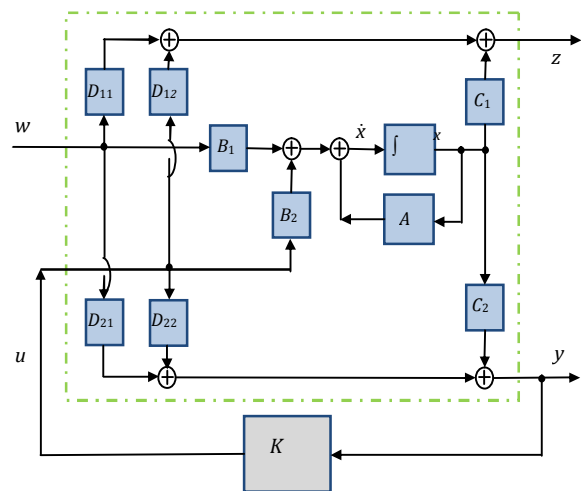 z
D₁₁
D₁₂
C₁
w
B₁
ẋ
∫
x
B₂
A
D₂₁
D₂₂
C₂
u
y
K